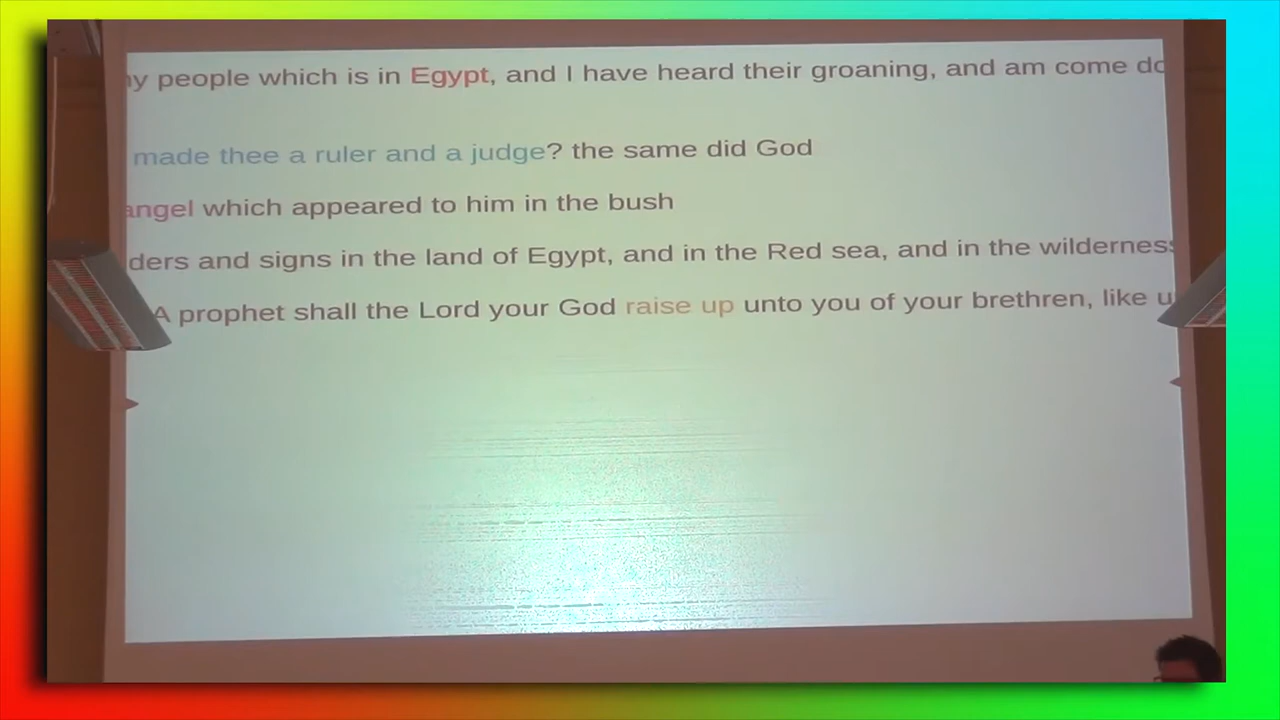 people which is in Egypt, and I have heard their groaning, and am come
made thee a ruler and a judge? the same did God
angel which appeared to him in the bush
ders and signs in the land of Egypt, and in the Red sea, and in the wilderness
A prophet shall the Lord your God raise up unto you of your brethren, like